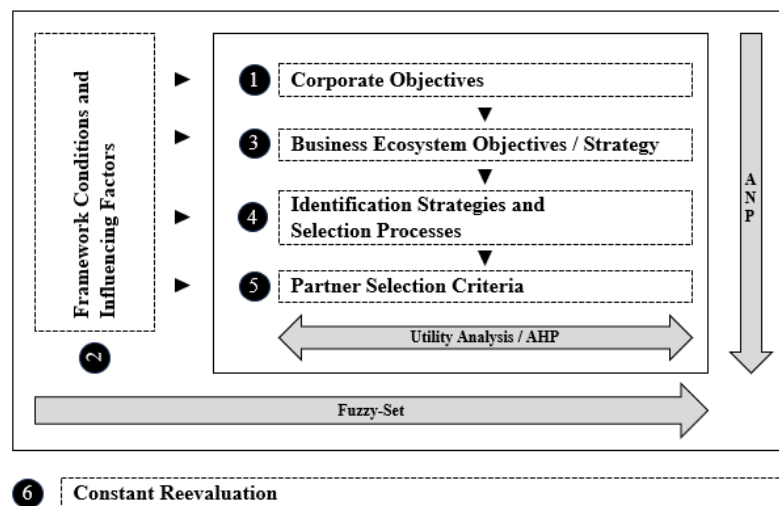 Framework Conditions and
Influencing Factors
2
1
Corporate Objectives
3
Business Ecosystem Objectives / Strategy
4
Identification Strategies and
Selection Processes
5
Partner Selection Criteria
Utility Analysis / AHP
A
N
P
Fuzzy-Set
6
Constant Reevaluation